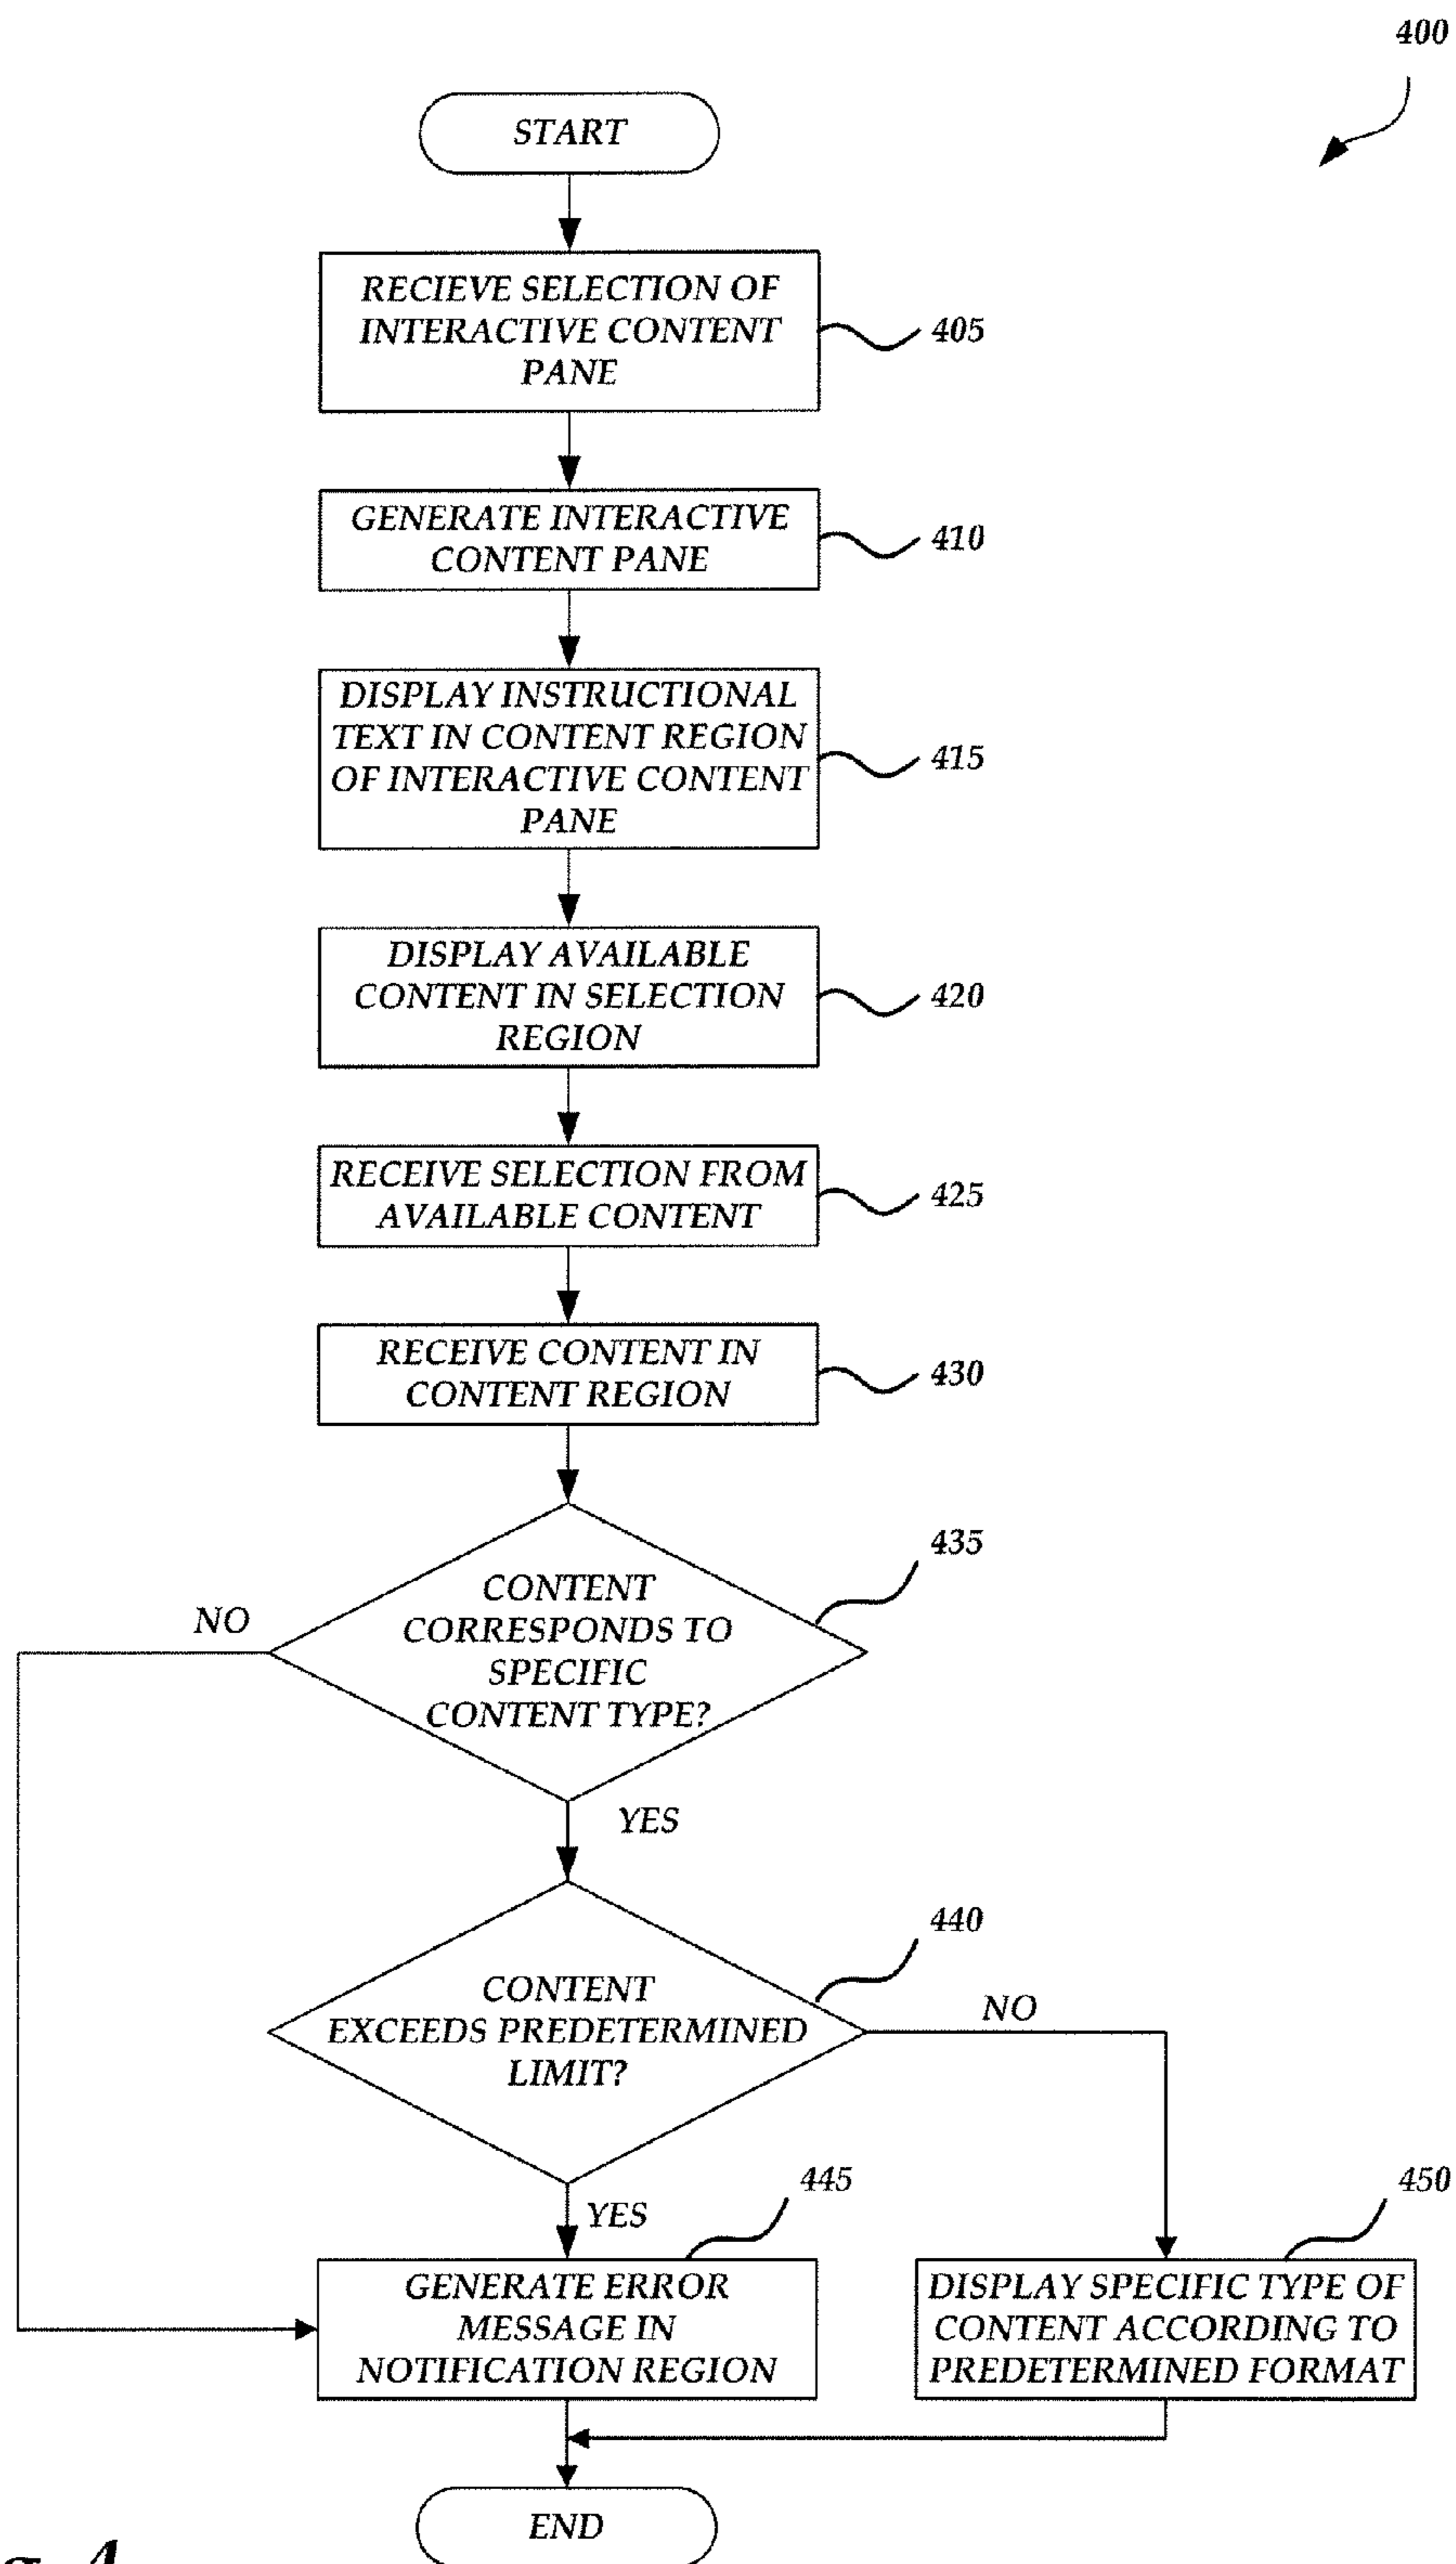 400
START
RECIEVE SELECTION OF
INTERACTIVE CONTENT
PANE
405
GENERATE INTERACTIVE
CONTENT PANE
410
DISPLAY INSTRUCTIONAL
TEXT IN CONTENT REGION
OF INTERACTIVE CONTENT
PANE
415
DISPLAY AVAILABLE
CONTENT IN SELECTION
REGION
420
RECEIVE SELECTION FROM
AVAILABLE CONTENT
425
RECEIVE CONTENT IN
CONTENT REGION
430
435
CONTENT
CORRESPONDS TO
SPECIFIC
CONTENT TYPE?
NO
YES
440
CONTENT
EXCEEDS PREDETERMINED
LIMIT?
NO
YES
445
GENERATE ERROR
MESSAGE IN
NOTIFICATION REGION
450
DISPLAY SPECIFIC TYPE OF
CONTENT ACCORDING TO
PREDETERMINED FORMAT
END